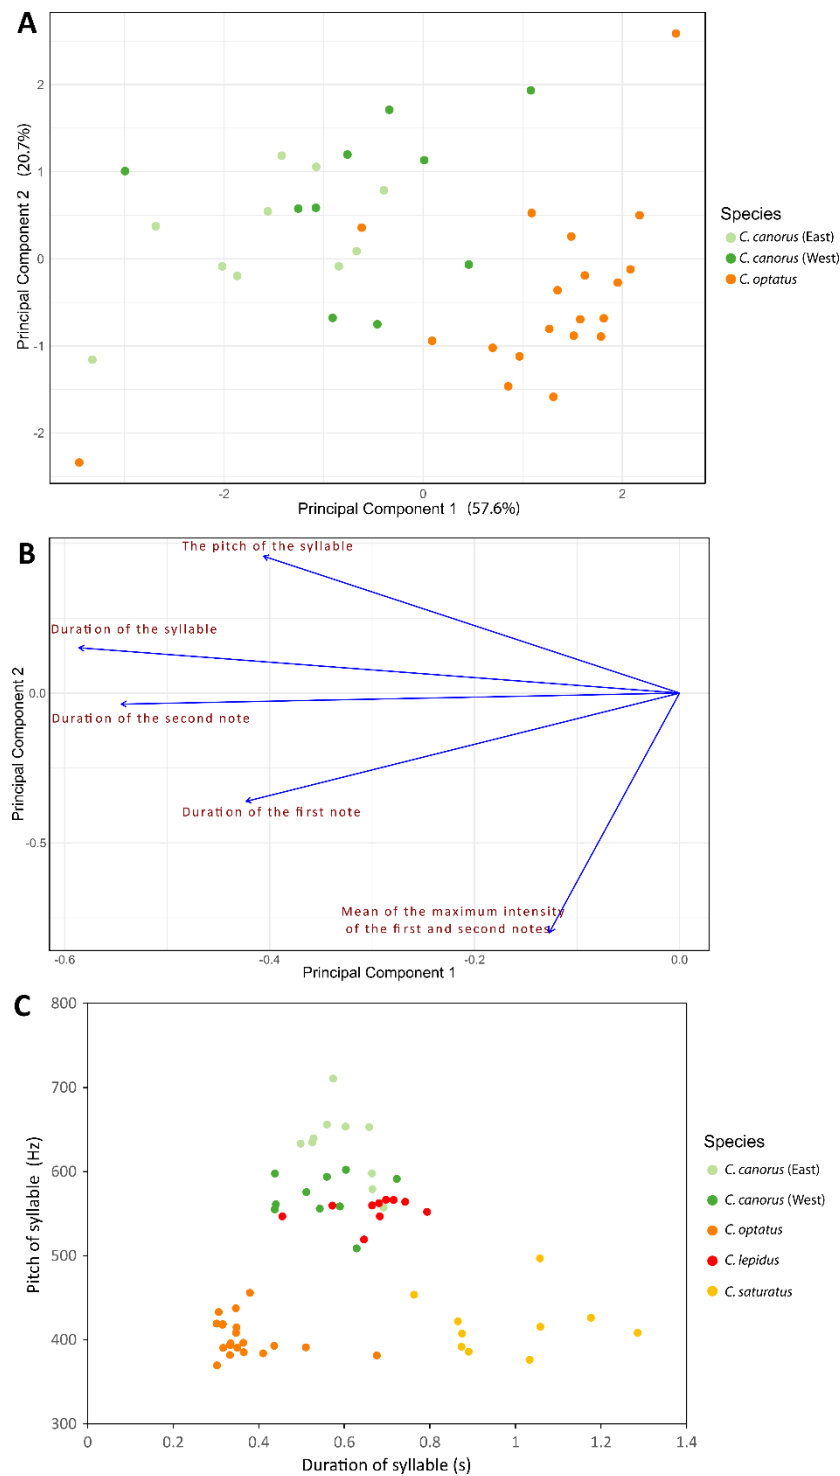 A
2
1
0
-1
-2
Principal Component 2 (20.7%)
-2
0
2
Principal Component 1 (57.6%)
Species
C. canorus (East)
C. canorus (West)
C. optatus
B
The pitch of the syllable
Duration of the syllable
Duration of the second note
Duration of the first note
Mean of the maximum intensity
of the first and second notes
0.0
-0.5
Principal Component 2
-0.6
-0.4
-0.2
0.0
Principal Component 1
C
800
700
600
500
400
300
Pitch of syllable (Hz)
0
0.2
0.4
0.6
0.8
1
1.2
1.4
Duration of syllable (s)
Species
C. canorus (East)
C. canorus (West)
C. optatus
C. lepidus
C. saturatus